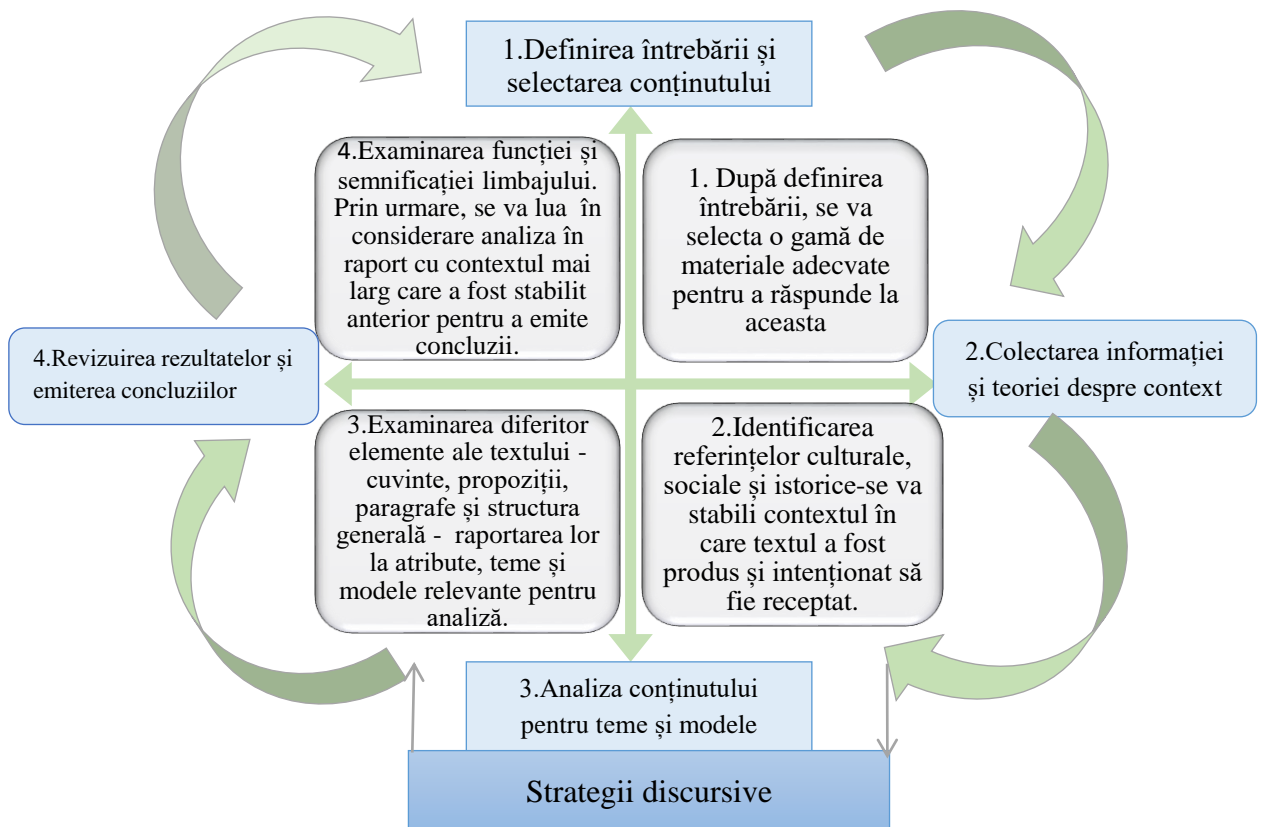 1.Definirea întrebării și
selectarea conținutului
4.Examinarea funcției și
semnificației limbajului.
Prin urmare, se va lua în
considerare analiza în
raport cu contextul mai
larg care a fost stabilit
anterior pentru a emite
concluzii.
1. După definirea
întrebării, se va
selecta o gamă de
materiale adecvate
pentru a răspunde la
aceasta
4.Revizuirea rezultatelor și
emiterea concluziilor
2.Colectarea informației
și teoriei despre context
3.Examinarea diferitor
elemente ale textului -
cuvinte, propoziții,
paragrafe și structura
generală - raportarea lor
la atribute, teme și
modele relevante pentru
analiză.
2.Identificarea
referințelor culturale,
sociale și istorice-se va
stabili contextul în
care textul a fost
produs și intenționat să
fie receptat.
3.Analiza conținutului
pentru teme și modele
Strategii discursive